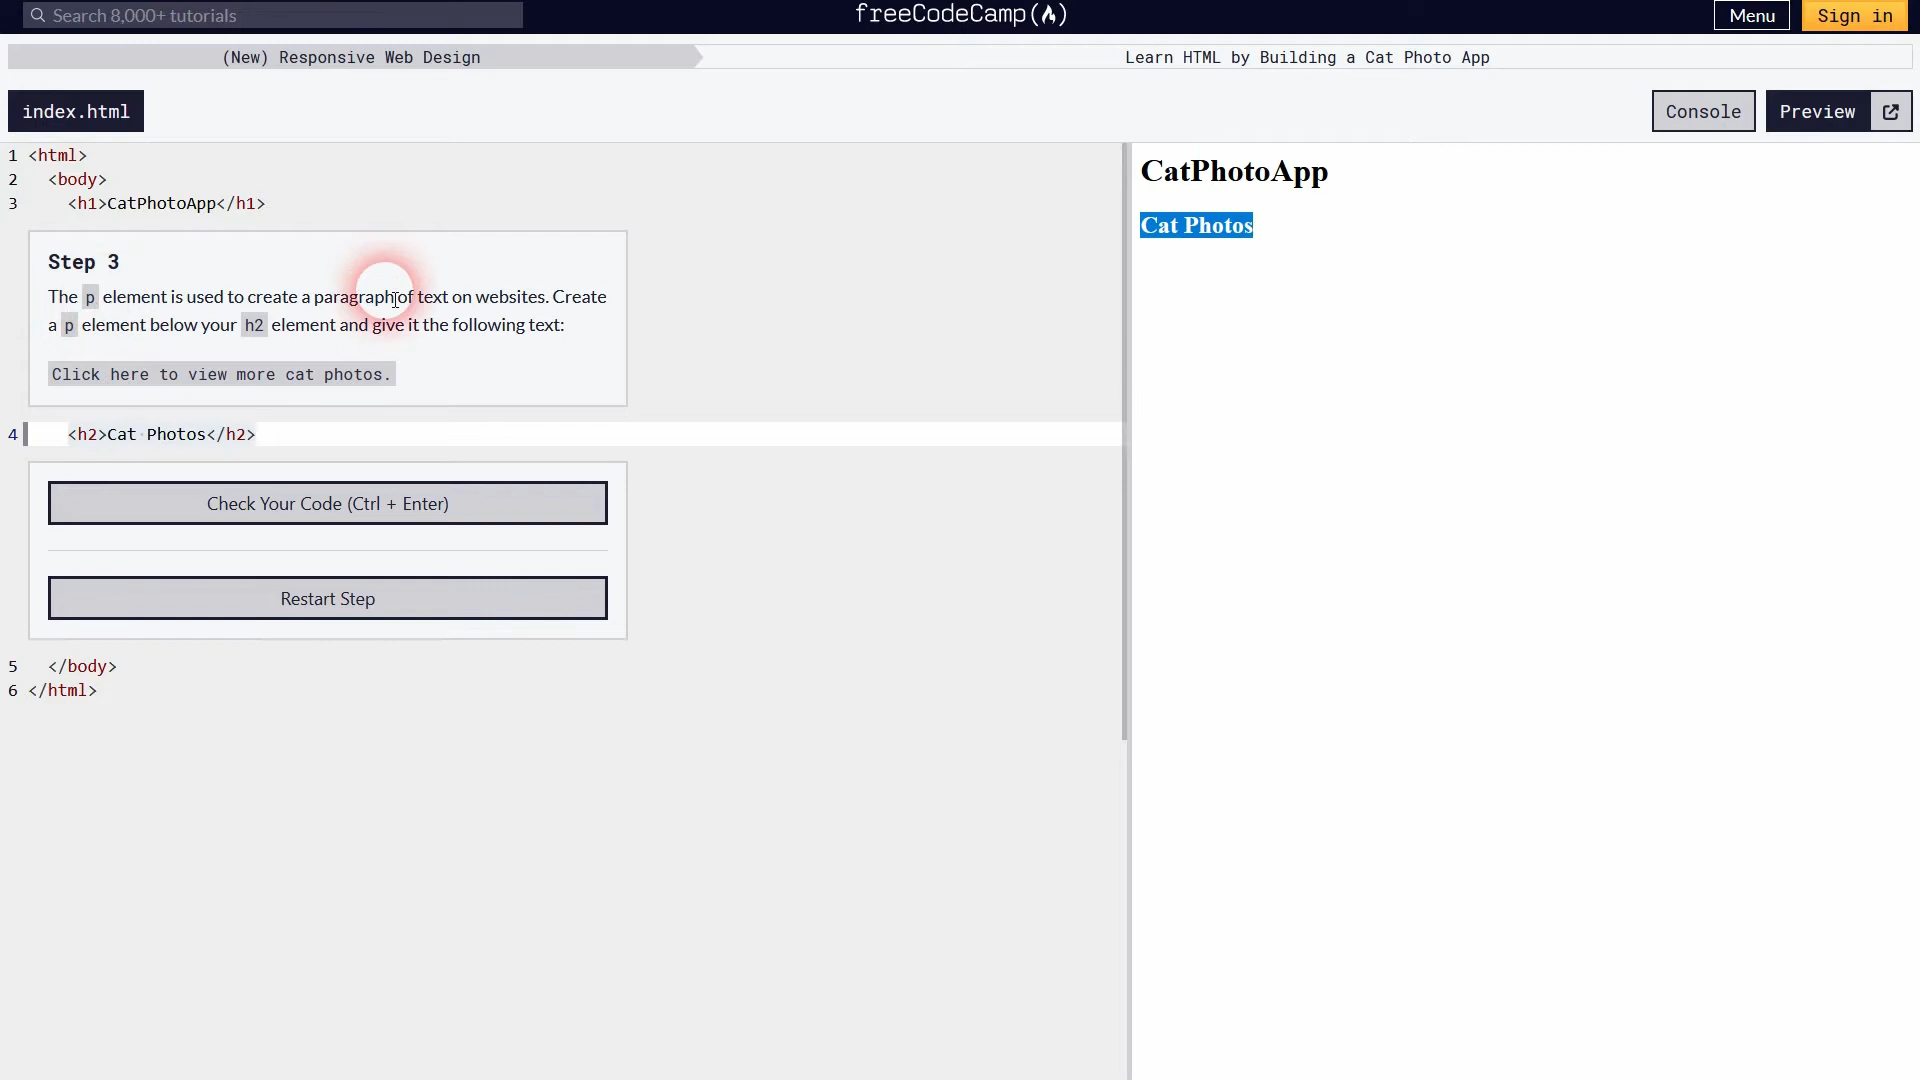 Search 8,000+ tutorials
freeCodeCamp
Menu
Sign in
(New) Responsive Web Design
Learn HTML by Building a Cat Photo App
index.html
Console
Preview
1 <html>
2 <body>
3 <h1>CatPhotoApp</h1>
Step 3
The p element is used to create a paragraph of text on websites. Create
a p element below your h2 element and give it the following text:
Click here to view more cat photos.
4 <h2>Cat Photos</h2>
Check Your Code (Ctrl + Enter)
Restart Step
5 </body>
6 </html>
CatPhotoApp
Cat Photos